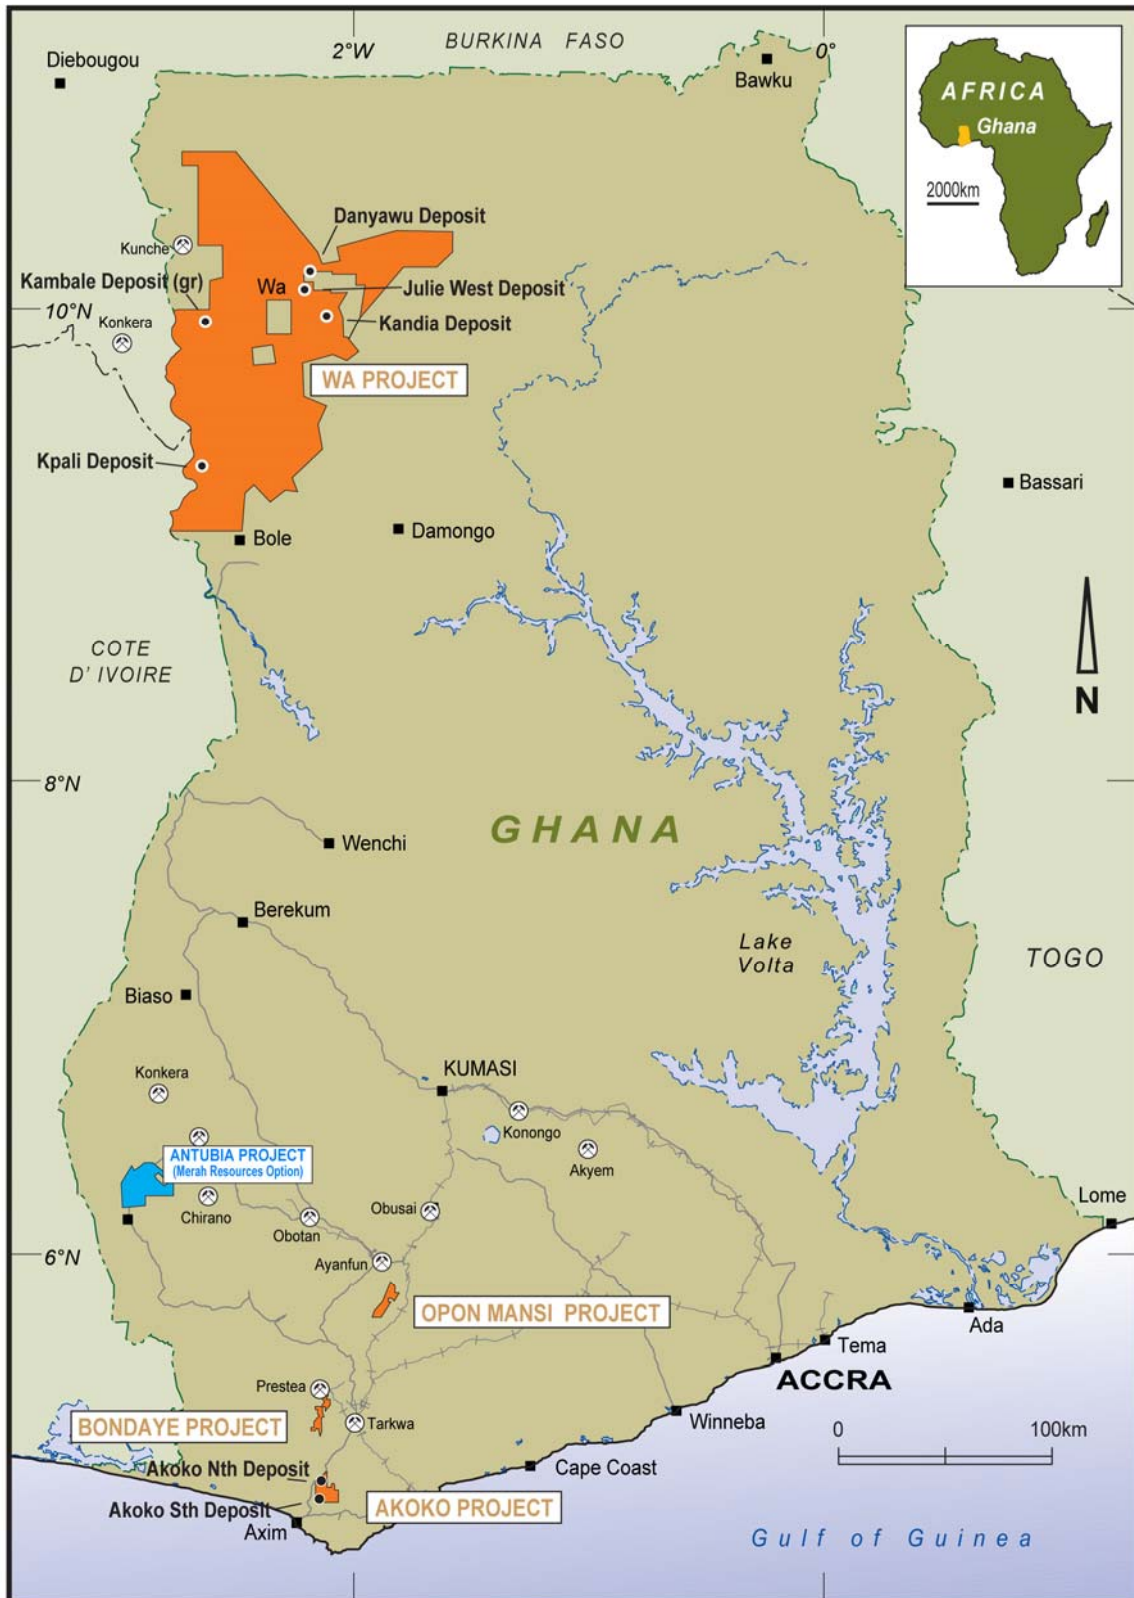 BURKINA FASO
2°W
0°
Diebougou
Bawku
AFRICA
Ghana
2000km
Danyawu Deposit
Kunche
Kambale Deposit (gr)
Wa
Julie West Deposit
10°N
Konkera
Kandia Deposit
WA PROJECT
Kpali Deposit
Bassari
Bole
Damongo
COTE
D' IVOIRE
N
8°N
GHANA
Wenchi
Berekum
Lake
Volta
TOGO
Biaso
Konkera
KUMASI
Konongo
Akyem
ANTUBIA PROJECT
(Merah Resources Option)
Chirano
Obotan
Obusai
Lome
6°N
Ayanfun
OPON MANSI PROJECT
Ada
Tema
ACCRA
Prestea
Tarkwa
Winneba
BONDAYE PROJECT
0
100km
Akoko Nth Deposit
Cape Coast
Akoko Sth Deposit
AKOKO PROJECT
Axim
Gulf of Guinea